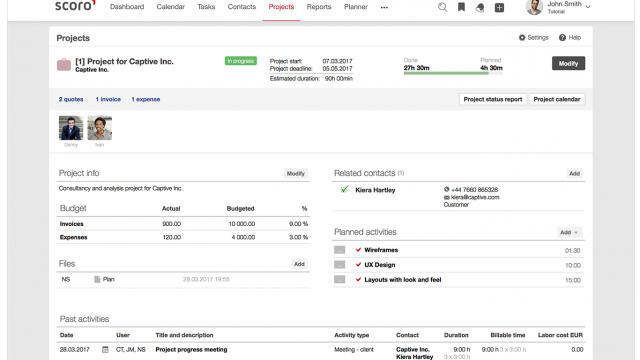 scoro Dashboard Calendar Tasks Contacts Projects Reports Planner ••• John Smith
Tutorial
Projects Settings Help
[1] Project for Captive Inc. In progress Project start: 07.03.2017 Done Planned Modify
Captive Inc. Project deadline: 05.05.2017 27h 30m 4h 30m
Estimated duration: 90h 00min
2 quotes 1 invoice 1 expense Project status report Project calendar
Danny Ivan
Project info Modify
Consultancy and analysis project for Captive Inc.
Budget Actual Budgeted %
Invoices 900.00 10 000.00 9.00 %
Expenses 120.00 4 000.00 3.00 %
Files Add
NS Plan 28.03.2017 19:55
Related contacts (1) Add
Kiera Hartley +44 7660 865328
kiera@captive.com
Customer
Planned activities Add
Wireframes 01:30
UX Design 10:00
Layouts with look and feel 15:00
Past activities
Date User Title and description Activity type Contact Duration Billable time Labor cost EUR
28.03.2017 CT, JM, NS Project progress meeting Meeting - client Captive Inc. 9:00 h 9:00 h 3 x 3:00 h 0.00
Kiera Hartley 3 x 3:00 h